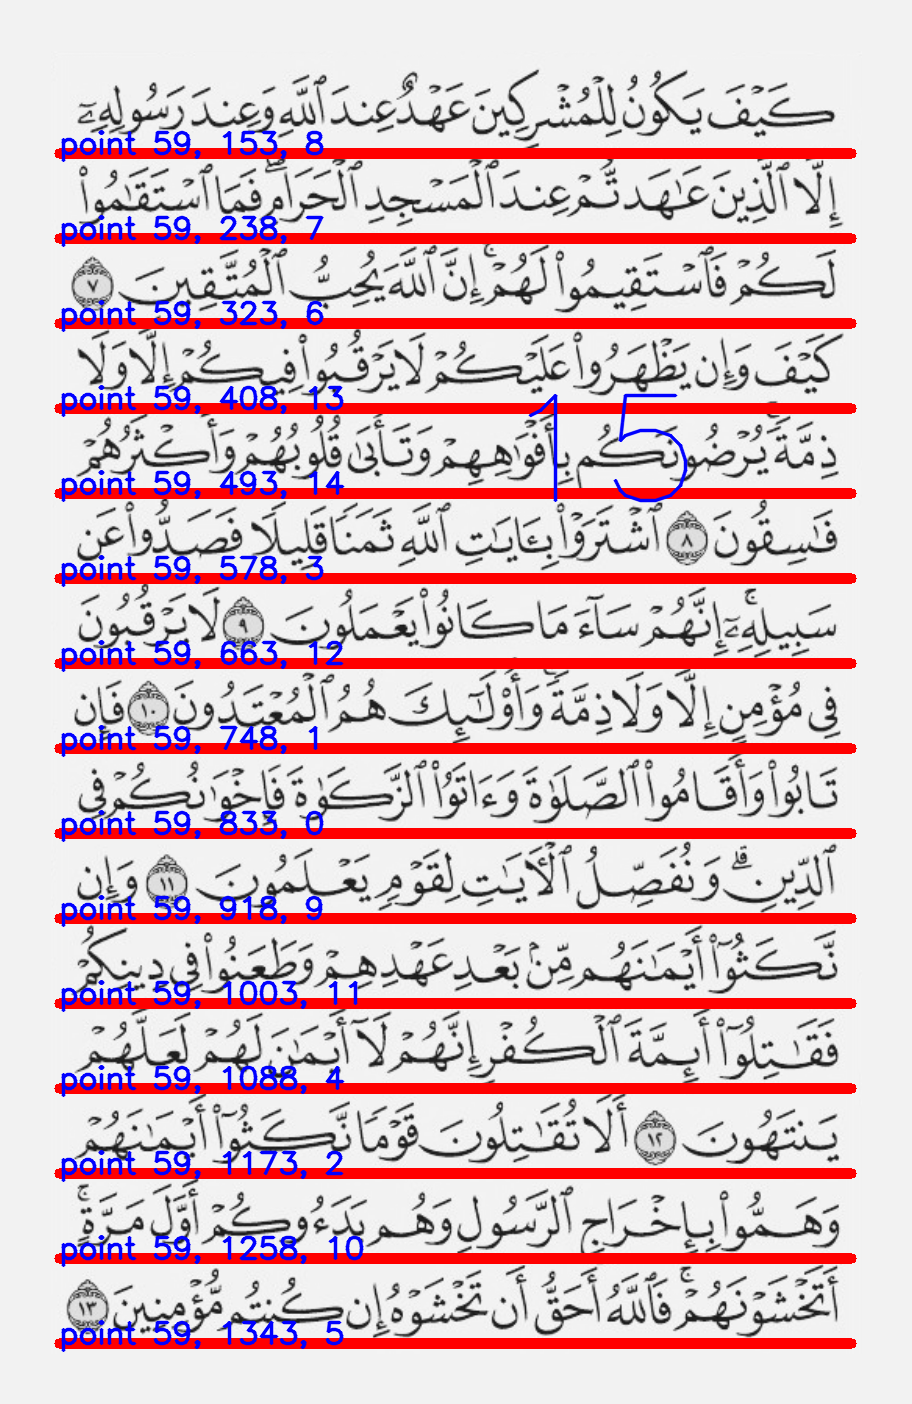 كَيْفَ يَكُونُ لِلْمُشْرِكِينَ عَهْدٌ عِندَ ٱللَّهِ وَعِندَ رَسُولِهِۦٓ
point 59, 153, 8
إِلَّا ٱلَّذِينَ عَٰهَدتُّمْ عِندَ ٱلْمَسْجِدِ ٱلْحَرَامِ ۖ فَمَا ٱسْتَقَٰمُوا۟
point 59, 238, 7
لَكُمْ فَٱسْتَقِيمُوا۟ لَهُمْ ۚ إِنَّ ٱللَّهَ يُحِبُّ ٱلْمُتَّقِينَ ٧
point 59, 323, 6
كَيْفَ وَإِن يَظْهَرُوا۟ عَلَيْكُمْ لَا يَرْقُبُوا۟ فِيكُمْ إِلًّا وَلَا
point 59, 408, 13
15
ذِمَّةً ۚ يُرْضُونَكُم بِأَفْوَٰهِهِمْ وَتَأْبَىٰ قُلُوبُهُمْ وَأَكْثَرُهُمْ
point 59, 493, 14
فَٰسِقُونَ ٨ ٱشْتَرَوْا۟ بِـَٔايَٰتِ ٱللَّهِ ثَمَنًا قَلِيلًا فَصَدُّوا۟ عَن
point 59, 578, 3
سَبِيلِهِۦٓ ۚ إِنَّهُمْ سَآءَ مَا كَانُوا۟ يَعْمَلُونَ ٩ لَا يَرْقُبُونَ
point 59, 663, 12
فِى مُؤْمِنٍ إِلًّا وَلَا ذِمَّةً ۚ وَأُو۟لَٰٓئِكَ هُمُ ٱلْمُعْتَدُونَ ١٠ فَإِن
point 59, 748, 1
تَابُوا۟ وَأَقَامُوا۟ ٱلصَّلَوٰةَ وَءَاتَوُا۟ ٱلزَّكَوٰةَ فَإِخْوَٰنُكُمْ فِى
point 59, 833, 0
ٱلدِّينِ ۗ وَنُفَصِّلُ ٱلْءَايَٰتِ لِقَوْمٍ يَعْلَمُونَ ١١ وَإِن
point 59, 918, 9
نَّكَثُوٓا۟ أَيْمَٰنَهُم مِّنۢ بَعْدِ عَهْدِهِمْ وَطَعَنُوا۟ فِى دِينِكُمْ
point 59, 1003, 11
فَقَٰتِلُوٓا۟ أَئِمَّةَ ٱلْكُفْرِ ۙ إِنَّهُمْ لَآ أَيْمَٰنَ لَهُمْ لَعَلَّهُمْ
point 59, 1088, 4
يَنتَهُونَ ١٢ أَلَا تُقَٰتِلُونَ قَوْمًا نَّكَثُوٓا۟ أَيْمَٰنَهُمْ
point 59, 1173, 2
وَهَمُّوا۟ بِإِخْرَاجِ ٱلرَّسُولِ وَهُم بَدَءُوكُمْ أَوَّلَ مَرَّةٍ ۚ
point 59, 1258, 10
أَتَخْشَوْنَهُمْ ۚ فَٱللَّهُ أَحَقُّ أَن تَخْشَوْهُ إِن كُنتُم مُّؤْمِنِينَ ١٣
point 59, 1343, 5